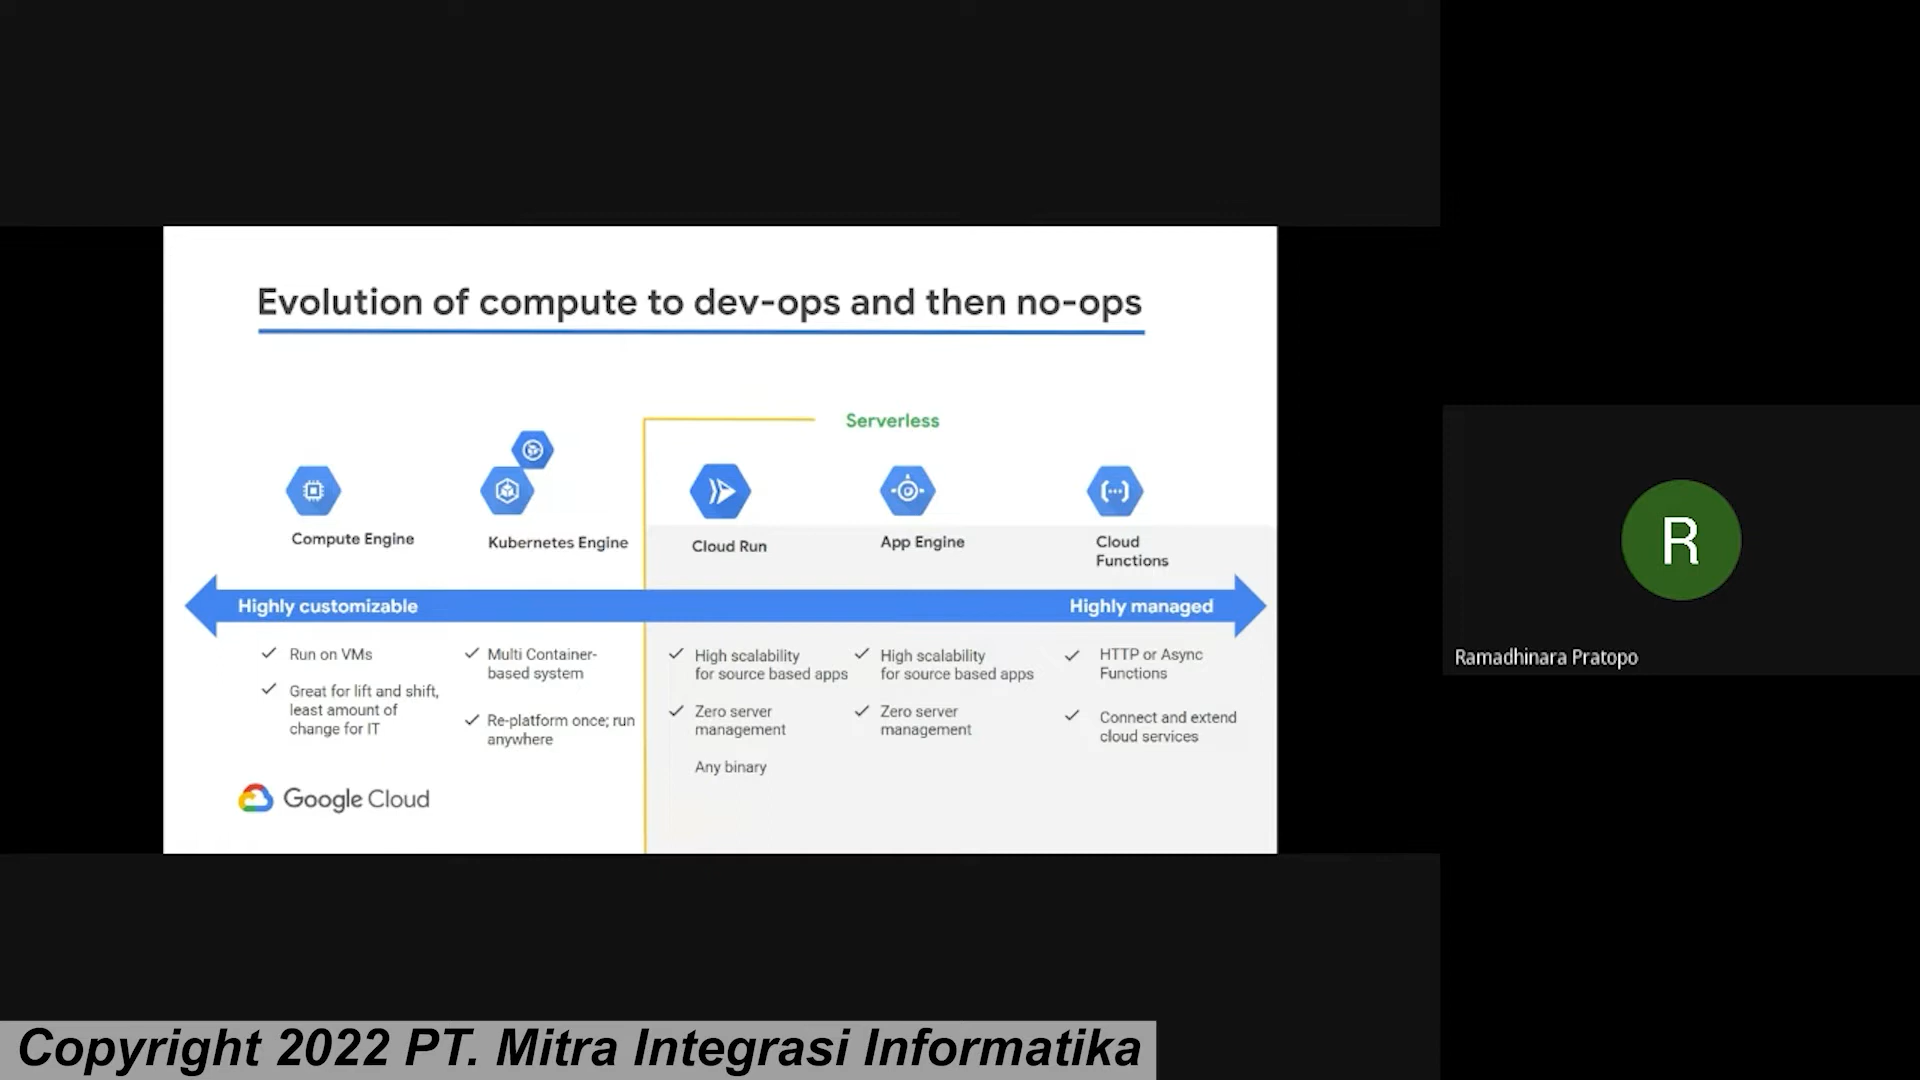 Evolution of compute to dev-ops and then no-ops
Serverless
Compute Engine
Kubernetes Engine
Cloud Run
App Engine
Cloud
Functions
Highly customizable
Highly managed
✓ Run on VMs
✓ Great for lift and shift,
least amount of
change for IT
✓ Multi Container-
based system
✓ Re-platform once; run
anywhere
✓ High scalability
for source based apps
✓ Zero server
management
Any binary
✓ High scalability
for source based apps
✓ Zero server
management
✓ HTTP or Async
Functions
✓ Connect and extend
cloud services
Google Cloud
R
Ramadhinara Pratopo
Copyright 2022 PT. Mitra Integrasi Informatika